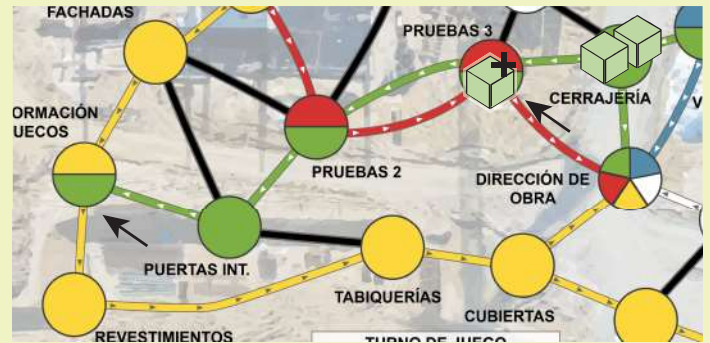 FACHADAS
PRUEBAS 3
CERRAJERÍA
ORMACIÓN
UECOS
V
PRUEBAS 2
DIRECCIÓN DE
OBRA
PUERTAS INT.
TABIQUERÍAS
CUBIERTAS
REVESTIMIENTOS
TURNO DE JUEGO